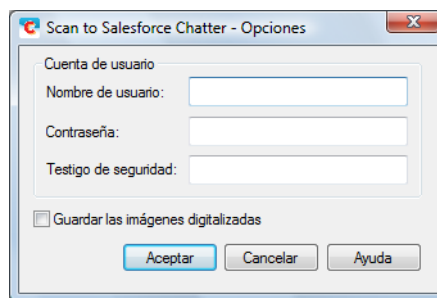 Scan to Salesforce Chatter - Opciones
Cuenta de usuario
Nombre de usuario:
Contraseña:
Testigo de seguridad:
Guardar las imágenes digitalizadas
Aceptar Cancelar Ayuda